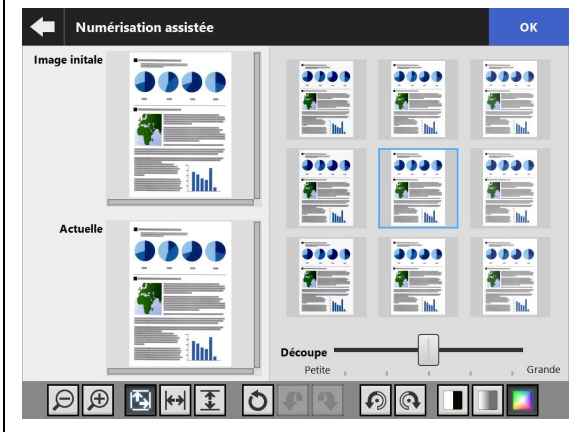 Numérisation assistée
OK
Image initale
Actuelle
Découpe
Petite
Grande